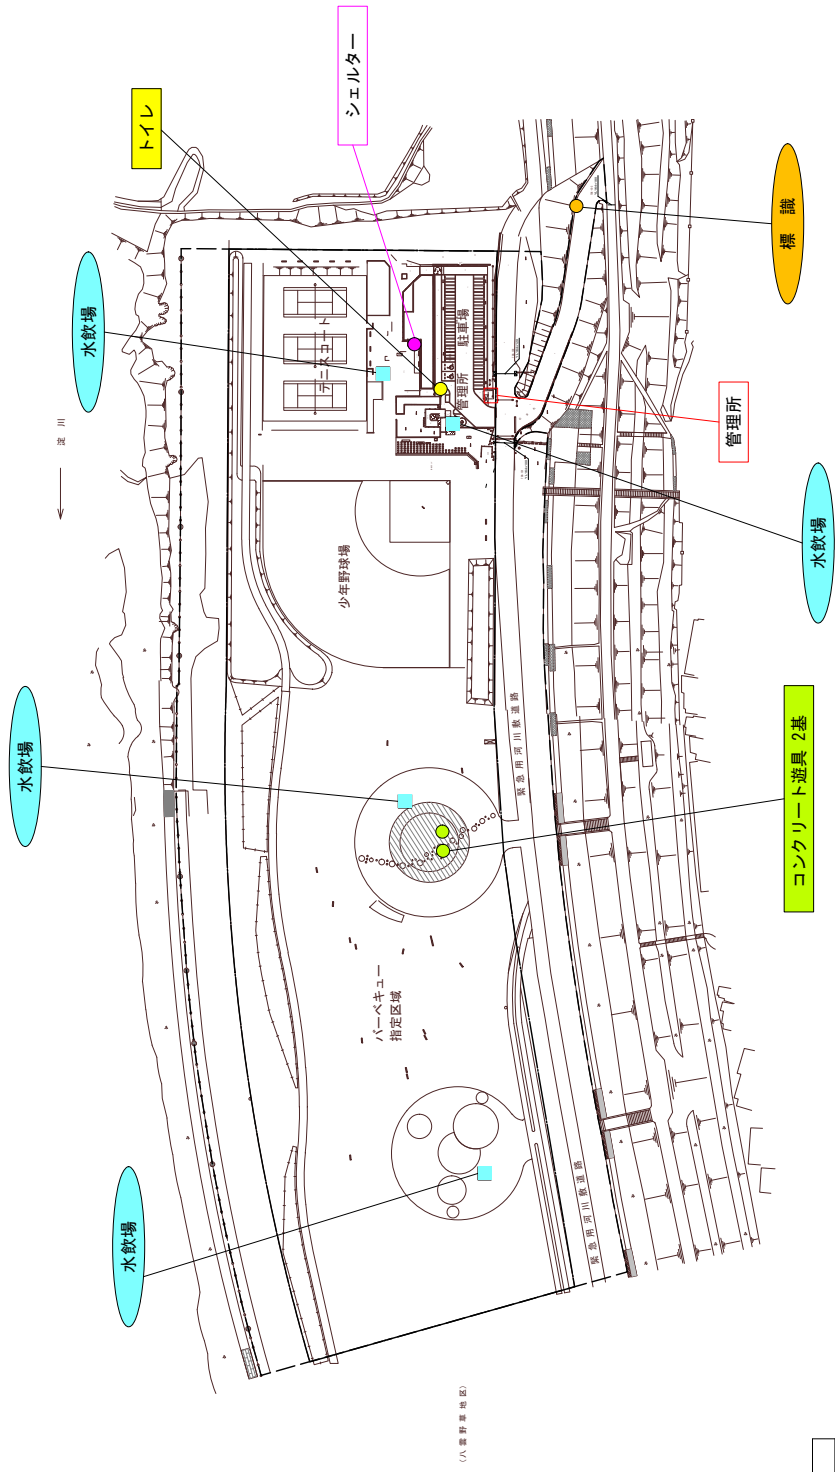 シェルター
トイレ
標 識
水飲場
テニスコート
駐車場
管理所
管理所
淀 川
水飲場
少年野球場
水飲場
緊急用河川敷道路
コンクリート遊具 2基
バーベキュー
指定区域
水飲場
緊急用河川敷道路
(八雲野草地区)